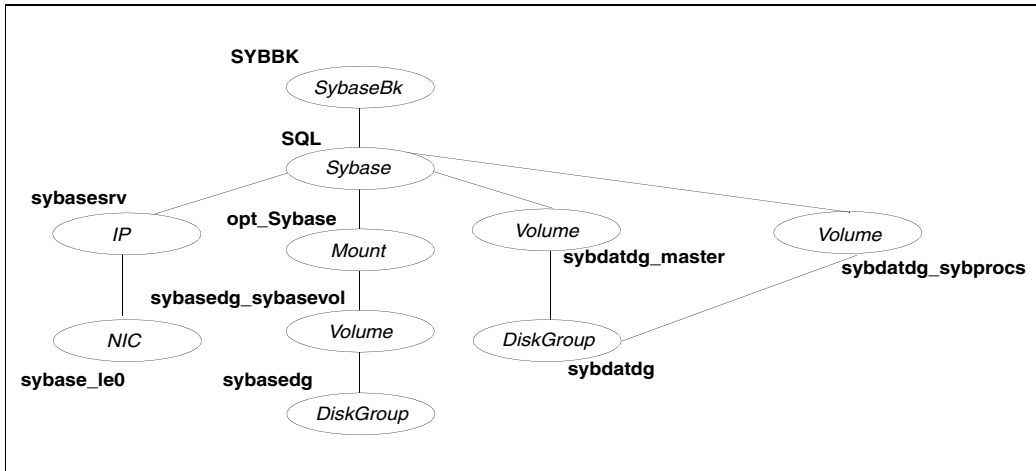 SYBBK
SybaseBk
SQL
Sybase
sybasesrv
IP
opt_Sybase
Mount
Volume
sybdatdg_master
Volume
sybdatdg_sybprocs
sybasedg_sybasevol
Volume
NIC
sybase_le0
DiskGroup
sybdatdg
sybasedg
DiskGroup